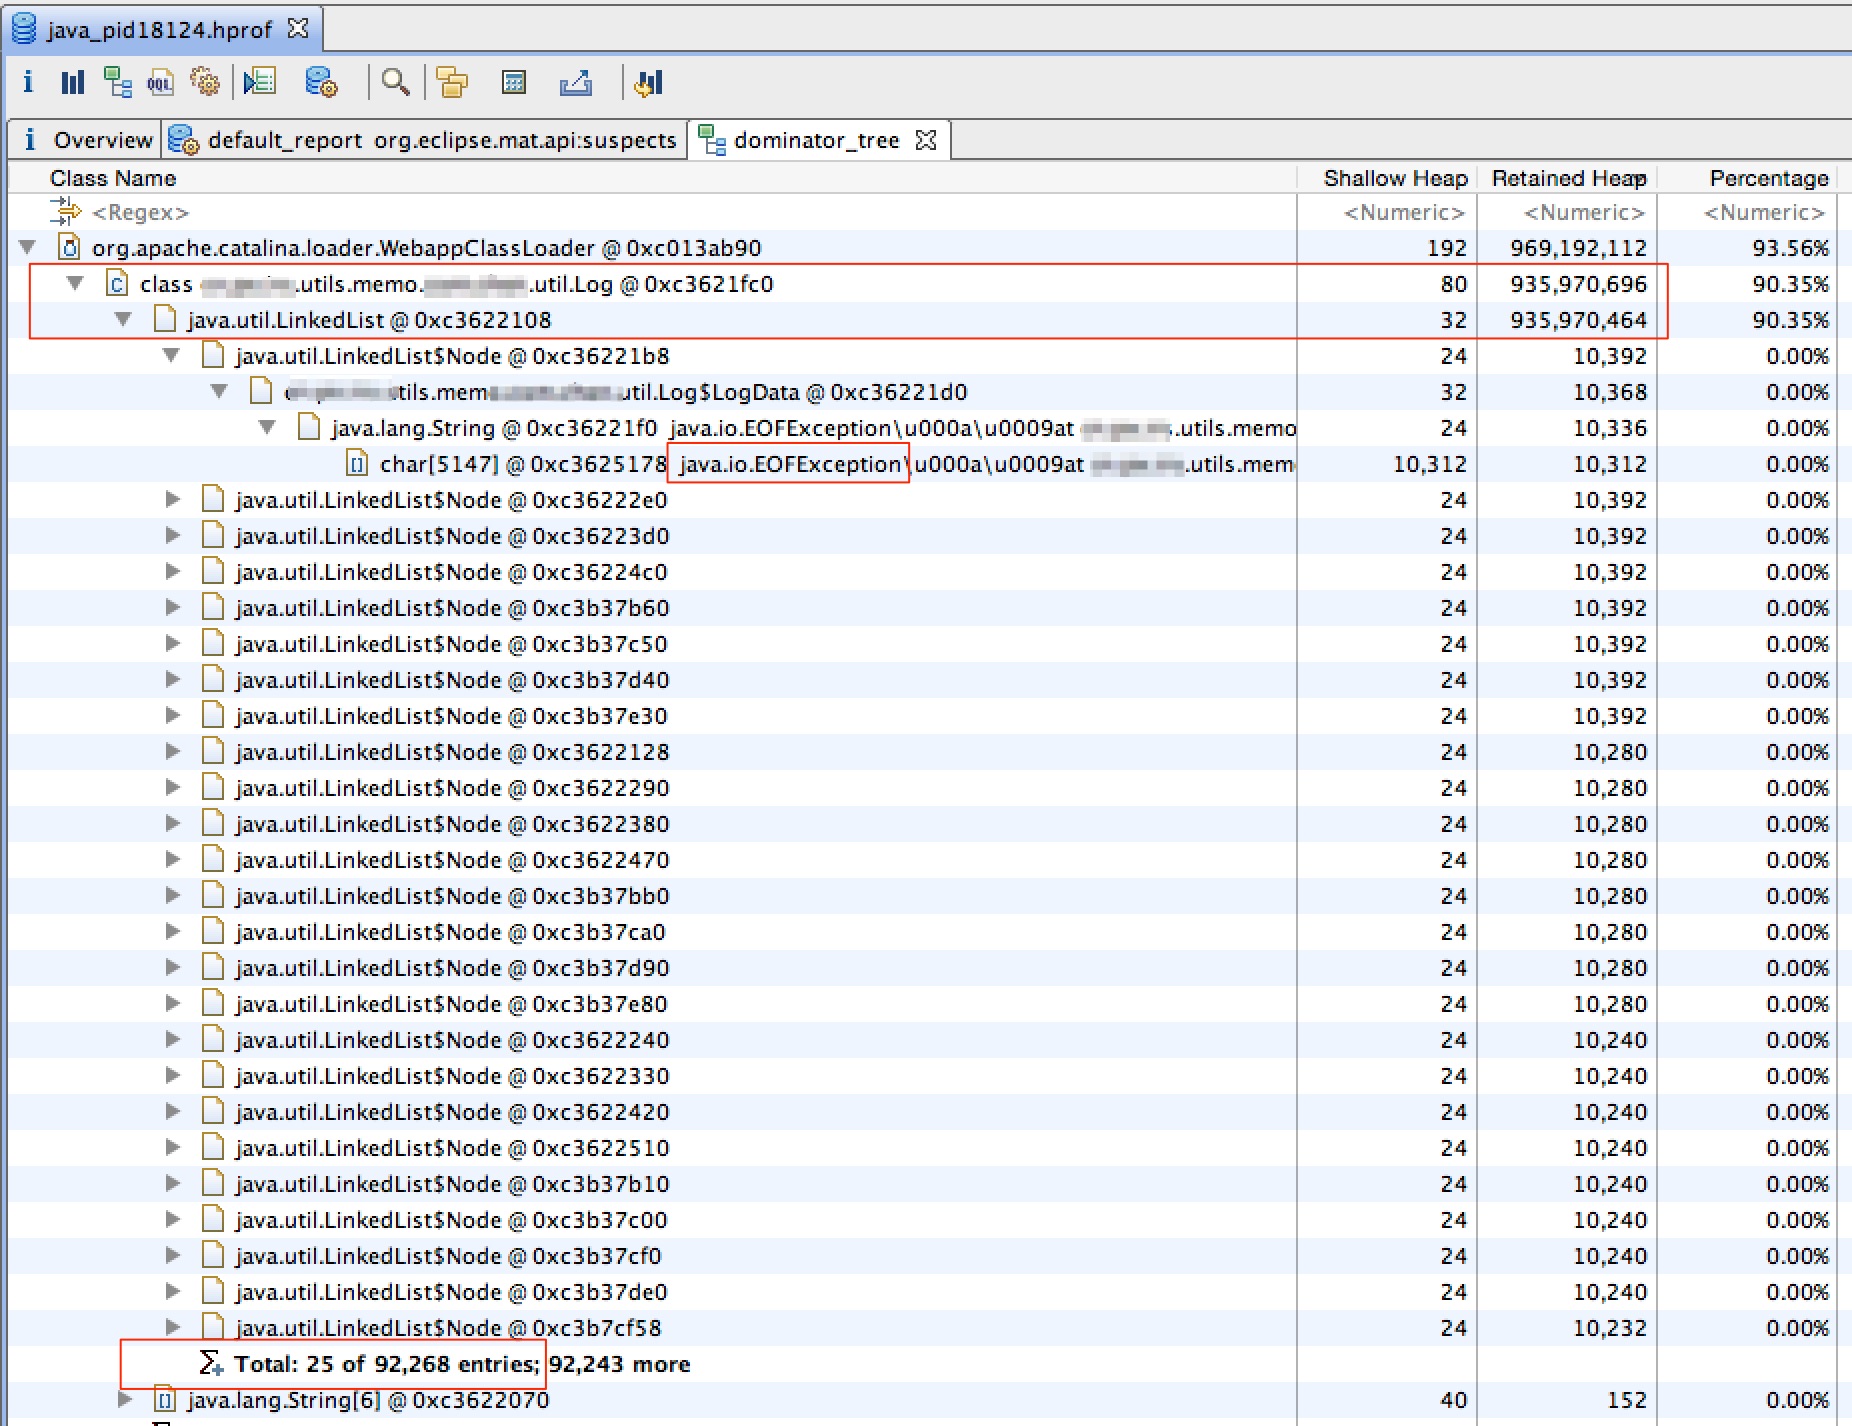 java_pid18124.hprof
i OQL
i Overview default_report org.eclipse.mat.api:suspects dominator_tree
Class Name Shallow Heap Retained Heap Percentage
<Regex> <Numeric> <Numeric> <Numeric>
org.apache.catalina.loader.WebappClassLoader @ 0xc013ab90 192 969,192,112 93.56%
class .utils.memo. .util.Log @ 0xc3621fc0 80 935,970,696 90.35%
java.util.LinkedList @ 0xc3622108 32 935,970,464 90.35%
java.util.LinkedList$Node @ 0xc36221b8 24 10,392 0.00%
tils.mem util.Log$LogData @ 0xc36221d0 32 10,368 0.00%
java.lang.String @ 0xc36221f0 java.io.EOFException\u000a\u0009at .utils.memo 24 10,336 0.00%
char[5147] @ 0xc3625178 java.io.EOFException\u000a\u0009at .utils.mem 10,312 10,312 0.00%
java.util.LinkedList$Node @ 0xc36222e0 24 10,392 0.00%
java.util.LinkedList$Node @ 0xc36223d0 24 10,392 0.00%
java.util.LinkedList$Node @ 0xc36224c0 24 10,392 0.00%
java.util.LinkedList$Node @ 0xc3b37b60 24 10,392 0.00%
java.util.LinkedList$Node @ 0xc3b37c50 24 10,392 0.00%
java.util.LinkedList$Node @ 0xc3b37d40 24 10,392 0.00%
java.util.LinkedList$Node @ 0xc3b37e30 24 10,392 0.00%
java.util.LinkedList$Node @ 0xc3622128 24 10,280 0.00%
java.util.LinkedList$Node @ 0xc3622290 24 10,280 0.00%
java.util.LinkedList$Node @ 0xc3622380 24 10,280 0.00%
java.util.LinkedList$Node @ 0xc3622470 24 10,280 0.00%
java.util.LinkedList$Node @ 0xc3b37bb0 24 10,280 0.00%
java.util.LinkedList$Node @ 0xc3b37ca0 24 10,280 0.00%
java.util.LinkedList$Node @ 0xc3b37d90 24 10,280 0.00%
java.util.LinkedList$Node @ 0xc3b37e80 24 10,280 0.00%
java.util.LinkedList$Node @ 0xc3622240 24 10,240 0.00%
java.util.LinkedList$Node @ 0xc3622330 24 10,240 0.00%
java.util.LinkedList$Node @ 0xc3622420 24 10,240 0.00%
java.util.LinkedList$Node @ 0xc3622510 24 10,240 0.00%
java.util.LinkedList$Node @ 0xc3b37b10 24 10,240 0.00%
java.util.LinkedList$Node @ 0xc3b37c00 24 10,240 0.00%
java.util.LinkedList$Node @ 0xc3b37cf0 24 10,240 0.00%
java.util.LinkedList$Node @ 0xc3b37de0 24 10,240 0.00%
java.util.LinkedList$Node @ 0xc3b7cf58 24 10,232 0.00%
Total: 25 of 92,268 entries; 92,243 more
java.lang.String[6] @ 0xc3622070 40 152 0.00%